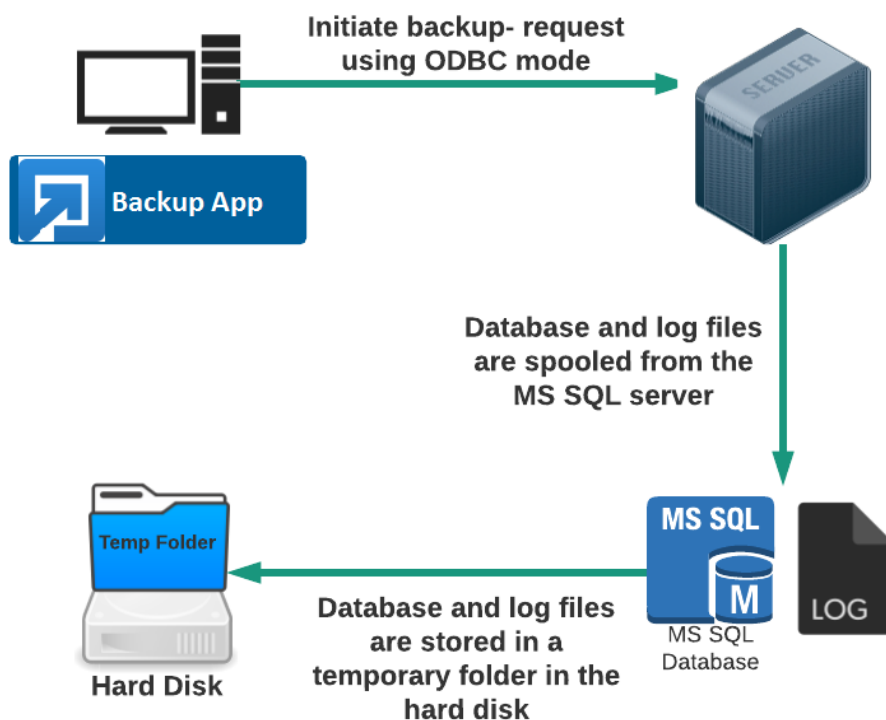 Initiate backup- request
using ODBC mode
SERVER
Backup App
Database and log files
are spooled from the
MS SQL server
MS SQL
M
MS SQL
Database
LOG
Temp Folder
Hard Disk
Database and log files
are stored in a
temporary folder in the
hard disk